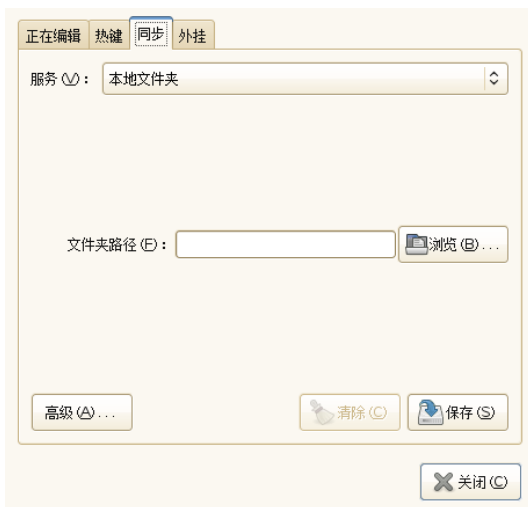 正在编辑 热键 同步 外挂
服务(V)： 本地文件夹
文件夹路径(F)： 浏览(B)...
高级(A)... 清除(C) 保存(S)
关闭(C)